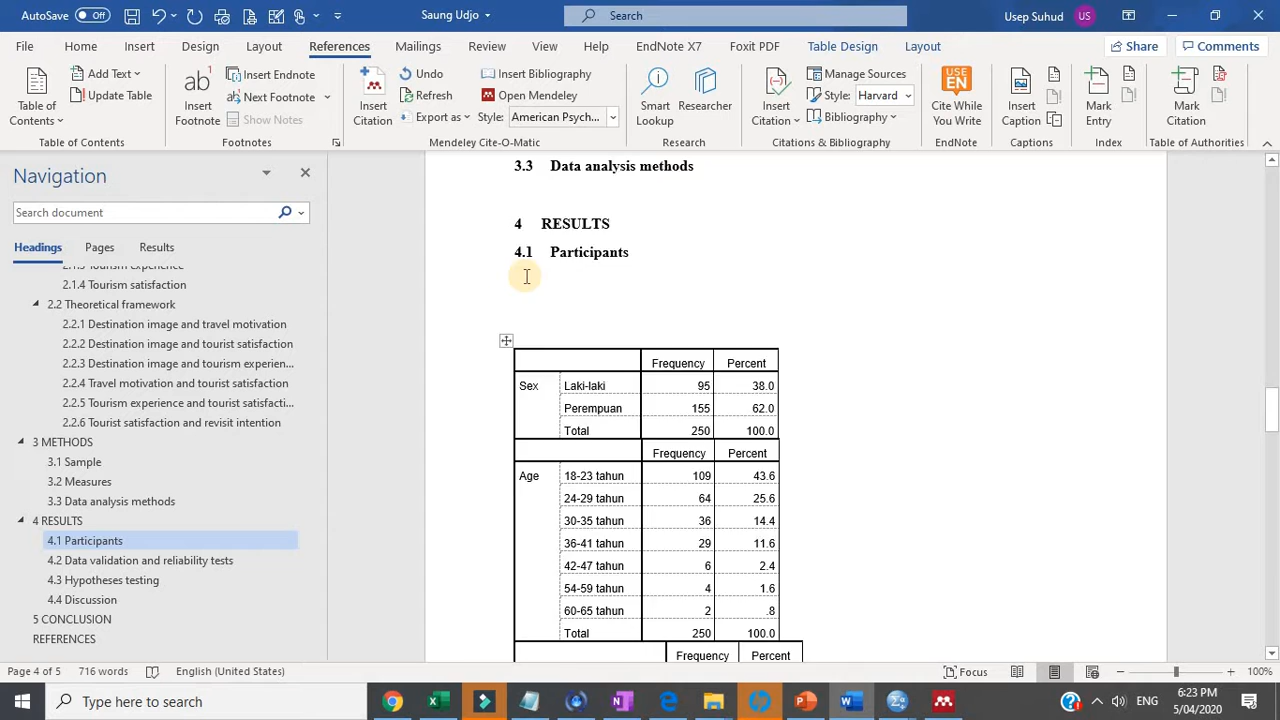 AutoSave Off Saung Udjo Search Usep Suhud US
File Home Insert Design Layout References Mailings Review View Help EndNote X7 Foxit PDF Table Design Layout Share Comments
Table of Contents
Add Text
Update Table
Table of Contents
ab1
Insert Footnote
Insert Endnote
Next Footnote
Show Notes
Footnotes
Insert Citation
Undo
Refresh
Export as
Insert Bibliography
Open Mendeley
Style: American Psych...
Mendeley Cite-O-Matic
Smart Lookup
Researcher
Research
Insert Citation
Manage Sources
Style: Harvard
Bibliography
Citations & Bibliography
USE EN
Cite While You Write
EndNote
Insert Caption
Captions
Mark Entry
Index
Mark Citation
Table of Authorities
Navigation
Search document
Headings Pages Results
2.1.3 Tourism experience
2.1.4 Tourism satisfaction
2.2 Theoretical framework
2.2.1 Destination image and travel motivation
2.2.2 Destination image and tourist satisfaction
2.2.3 Destination image and tourism experien...
2.2.4 Travel motivation and tourist satisfaction
2.2.5 Tourism experience and tourist satisfacti...
2.2.6 Tourist satisfaction and revisit intention
3 METHODS
3.1 Sample
3.2 Measures
3.3 Data analysis methods
4 RESULTS
4.1 Participants
4.2 Data validation and reliability tests
4.3 Hypotheses testing
4.4 Discussion
5 CONCLUSION
REFERENCES
3.3 Data analysis methods
4 RESULTS
4.1 Participants
Frequency Percent
Sex Laki-laki 95 38.0
Perempuan 155 62.0
Total 250 100.0
Frequency Percent
Age 18-23 tahun 109 43.6
24-29 tahun 64 25.6
30-35 tahun 36 14.4
36-41 tahun 29 11.6
42-47 tahun 6 2.4
54-59 tahun 4 1.6
60-65 tahun 2 .8
Total 250 100.0
Frequency Percent
Page 4 of 5 716 words English (United States) Focus 100%
Type here to search
ENG
6:23 PM
5/04/2020